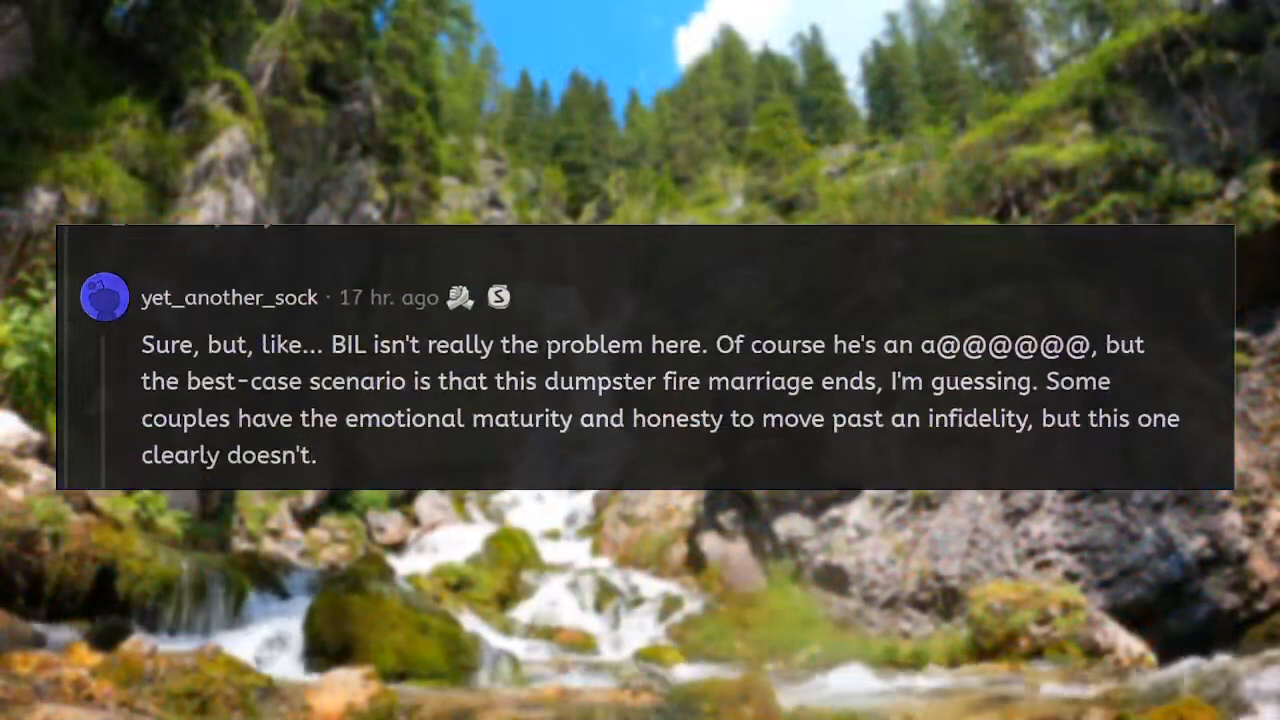 yet_another_sock · 17 hr. ago
Sure, but, like... BIL isn't really the problem here. Of course he's an a@@@@@@, but
the best-case scenario is that this dumpster fire marriage ends, I'm guessing. Some
couples have the emotional maturity and honesty to move past an infidelity, but this one
clearly doesn't.